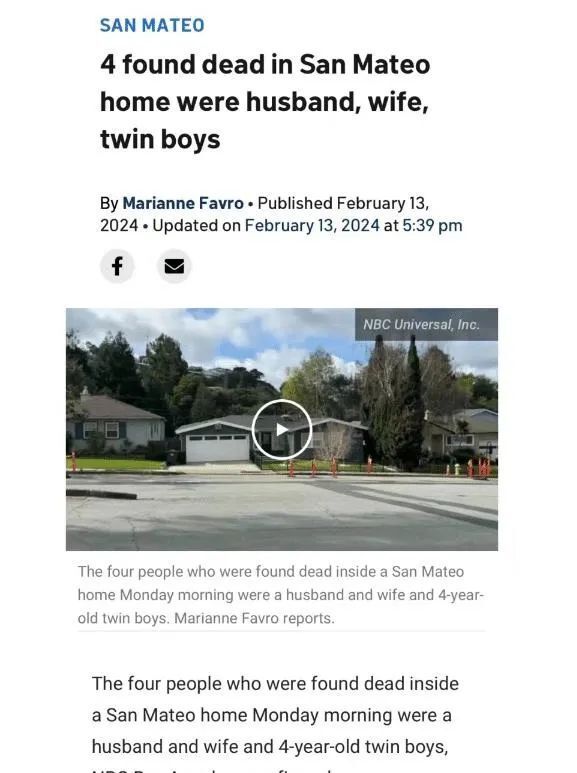 SAN MATEO
4 found dead in San Mateo
home were husband, wife,
twin boys
By Marianne Favro • Published February 13,
2024 • Updated on February 13, 2024 at 5:39 pm
NBC Universal, Inc.
The four people who were found dead inside a San Mateo
home Monday morning were a husband and wife and 4-year-
old twin boys. Marianne Favro reports.
The four people who were found dead inside
a San Mateo home Monday morning were a
husband and wife and 4-year-old twin boys,